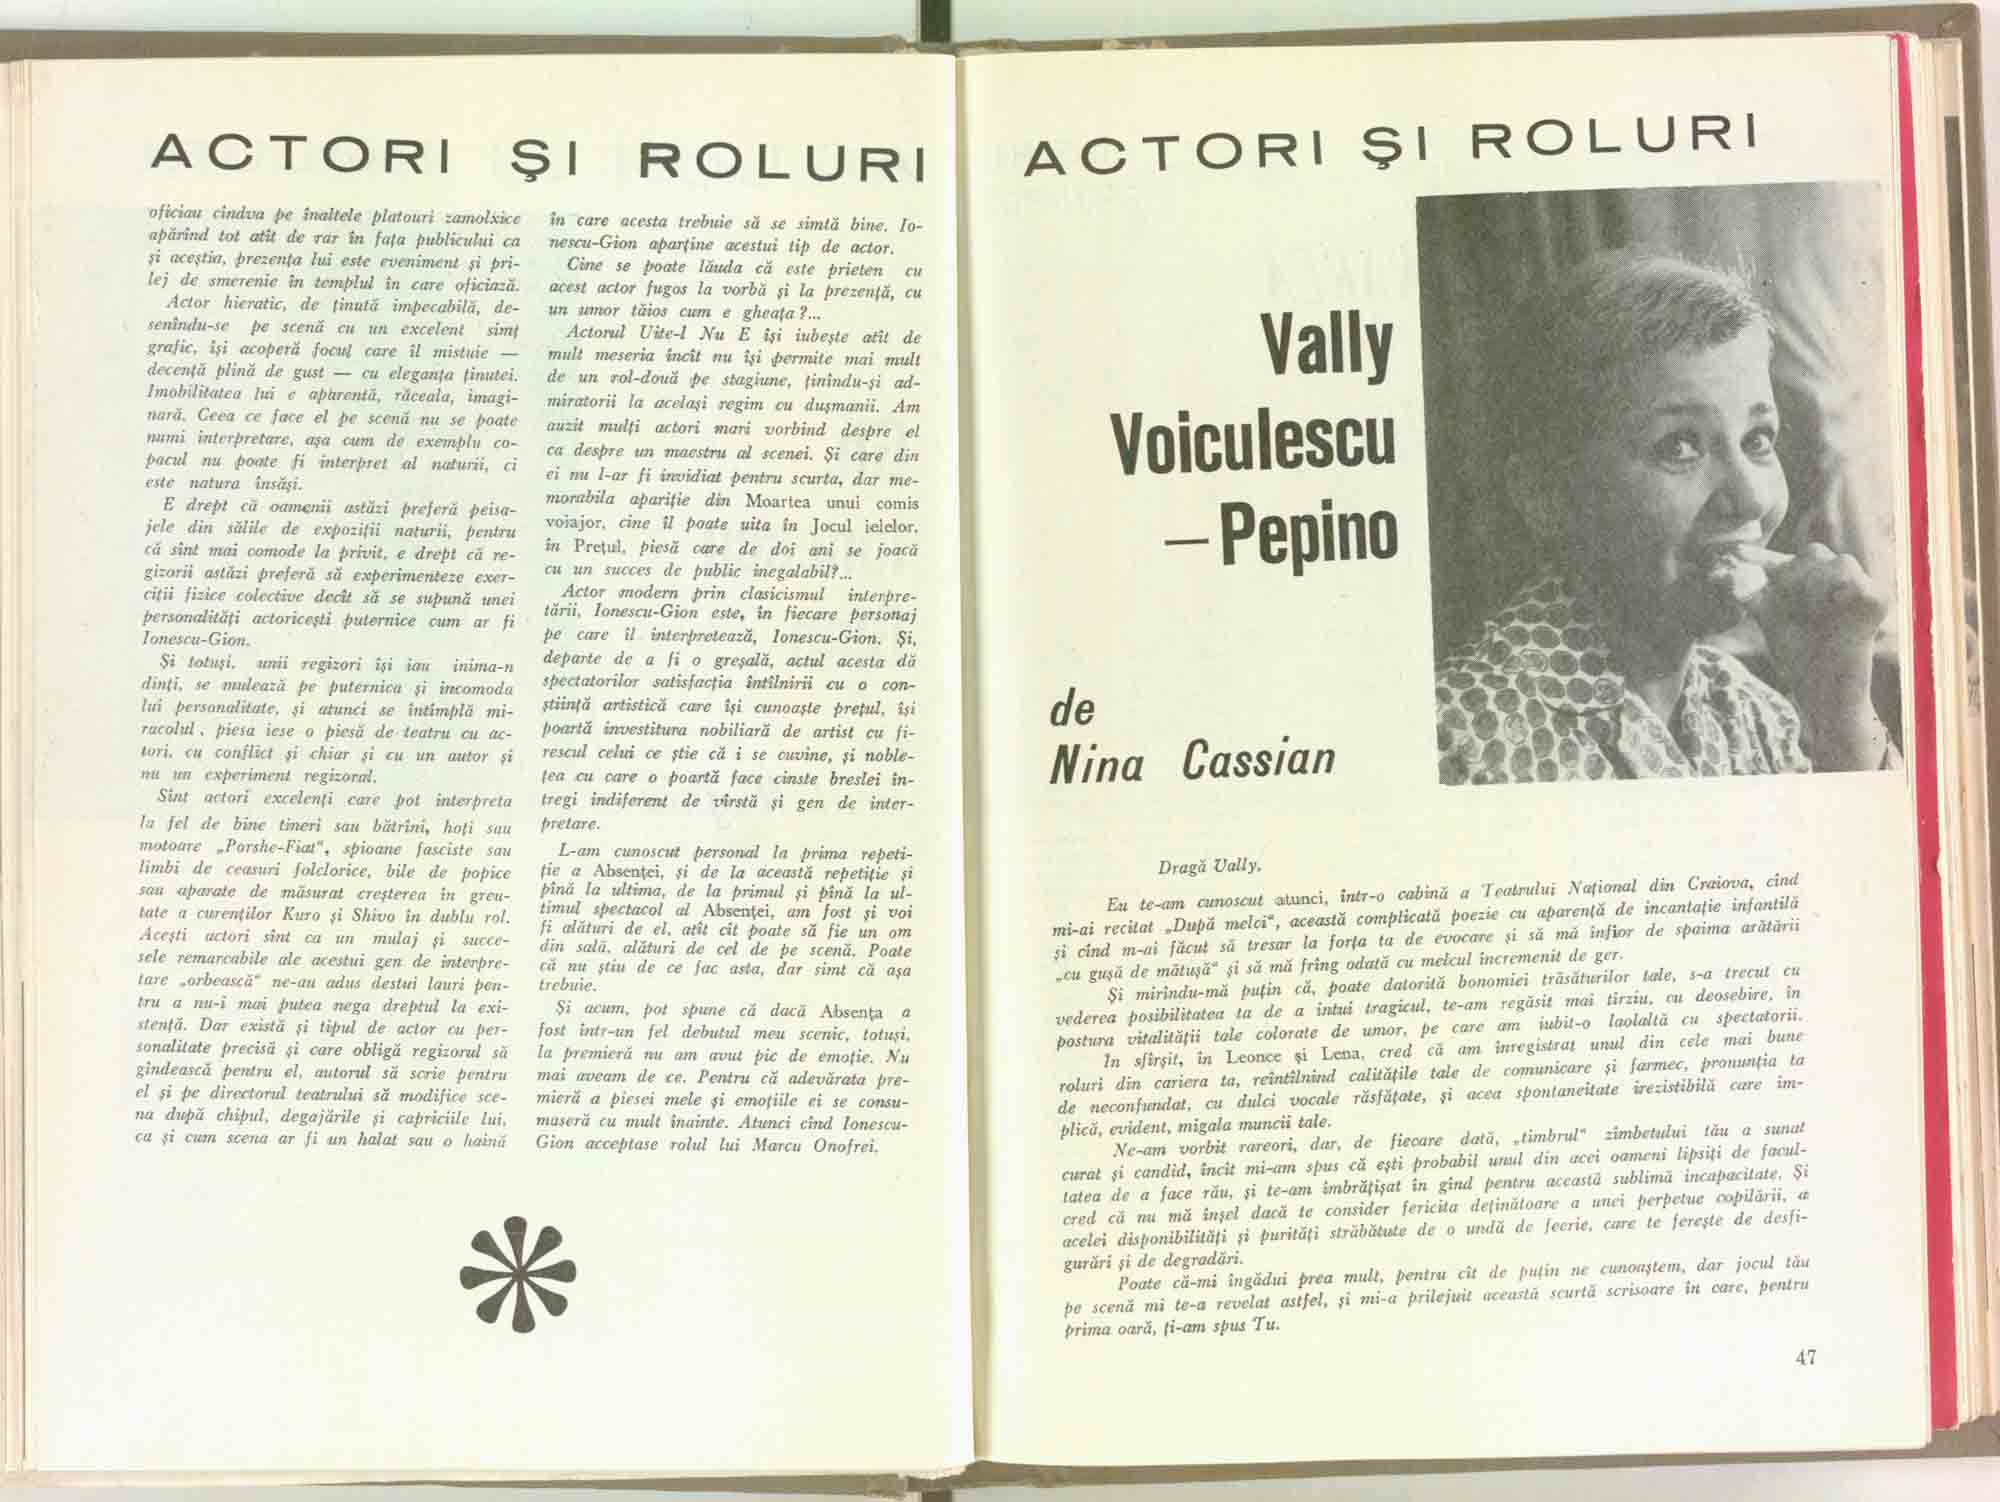 ACTORI ŞI ROLURI
oficiau cîndva pe înaltele platouri zamolxice
apărînd tot atît de rar în faţa publicului ca
şi aceştia, prezenţa lui este eveniment şi pri-
lej de smerenie în templul în care oficiază.
Actor hieratic, de ţinută impecabilă, de-
senîndu-se pe scenă cu un excelent simţ
grafic, îşi acoperă focul care îl mistuie —
decenţă plină de gust — cu eleganţa ţinutei.
Imobilitatea lui e aparentă, răceala, imagi-
nară. Ceea ce face el pe scenă nu se poate
numi interpretare, aşa cum de exemplu co-
pacul nu poate fi interpret al naturii, ci
este natura însăşi.
E drept că oamenii astăzi preferă peisa-
jele din sălile de expoziţii naturii, pentru
că sînt mai comode la privit, e drept că re-
gizorii astăzi preferă să experimenteze exer-
ciţii fizice colective decît să se supună unei
personalităţi actoriceşti puternice cum ar fi
Ionescu-Gion.
Şi totuşi, unii regizori îşi iau inima-n
dinţi, se mulează pe puternica şi incomoda
lui personalitate, şi atunci se întîmplă mi-
racolul, piesa iese o piesă de teatru cu ac-
tori, cu conflict şi chiar şi cu un autor şi
nu un experiment regizoral.
Sînt actori excelenţi care pot interpreta
la fel de bine tineri sau bătrîni, hoţi sau
motoare „Porshe-Fiat“, spioane fasciste sau
limbi de ceasuri folclorice, bile de popice
sau aparate de măsurat creşterea în greu-
tate a curenţilor Kuro şi Shivo în dublu rol.
Aceşti actori sînt ca un mulaj şi succe-
sele remarcabile ale acestui gen de interpre-
tare „orbească“ ne-au adus destui lauri pen-
tru a nu-i mai putea nega dreptul la exi-
stenţă. Dar există şi tipul de actor cu per-
sonalitate precisă şi care obligă regizorul să
gîndească pentru el, autorul să scrie pentru
el şi pe directorul teatrului să modifice sce-
na după chipul, degajările şi capriciile lui,
ca şi cum scena ar fi un halat sau o haină
în care acesta trebuie să se simtă bine. Io-
nescu-Gion aparţine acestui tip de actor.
Cine se poate lăuda că este prieten cu
acest actor fugos la vorbă şi la prezenţă, cu
un umor tăios cum e gheaţa?...
Actorul Uite-l Nu E îşi iubeşte atît de
mult meseria încît nu îşi permite mai mult
de un rol-două pe stagiune, ţinîndu-şi ad-
miratorii la acelaşi regim cu duşmanii. Am
auzit mulţi actori mari vorbind despre el
ca despre un maestru al scenei. Şi care din
ei nu l-ar fi invidiat pentru scurta, dar me-
morabila apariţie din Moartea unui comis
voiajor, cine îl poate uita în Jocul ielelor,
în Preţul, piesă care de doi ani se joacă
cu un succes de public inegalabil?...
Actor modern prin clasicismul interpre-
tării, Ionescu-Gion este, în fiecare personaj
pe care îl interpretează, Ionescu-Gion. Şi,
departe de a fi o greşală, actul acesta dă
spectatorilor satisfacţia întîlnirii cu o con-
ştiinţă artistică care îşi cunoaşte preţul, îşi
poartă investitura nobiliară de artist cu fi-
rescul celui ce ştie că i se cuvine, şi noble-
ţea cu care o poartă face cinste breslei în-
tregi indiferent de vîrstă şi gen de inter-
pretare.
L-am cunoscut personal la prima repeti-
ţie a Absenţei, şi de la această repetiţie şi
pînă la ultima, de la primul şi pînă la ul-
timul spectacol al Absenţei, am fost şi voi
fi alături de el, atît cît poate să fie un om
din sală, alături de cel de pe scenă. Poate
că nu ştiu de ce fac asta, dar simt că aşa
trebuie.
Şi acum, pot spune că dacă Absenţa a
fost într-un fel debutul meu scenic, totuşi,
la premieră nu am avut pic de emoţie. Nu
mai aveam de ce. Pentru că adevărata pre-
mieră a piesei mele şi emoţiile ei se consu-
maseră cu mult înainte. Atunci cînd Ionescu-
Gion acceptase rolul lui Marcu Onofrei.
ACTORI ŞI ROLURI
Vally
Voiculescu
— Pepino
de
Nina Cassian
Dragă Vally,
Eu te-am cunoscut atunci, într-o cabină a Teatrului Naţional din Craiova, cînd
mi-ai recitat „După melci“, această complicată poezie cu aparenţă de incantaţie infantilă
şi cînd m-ai făcut să tresar la forţa ta de evocare şi să mă înfior de spaima arătării
„cu guşă de mătuşă“ şi să mă frîng odată cu melcul încremenit de ger.
Şi mirîndu-mă puţin că, poate datorită bonomiei trăsăturilor tale, s-a trecut cu
vederea posibilitatea ta de a intui tragicul, te-am regăsit mai tîrziu, cu deosebire, în
postura vitalităţii tale colorate de umor, pe care am iubit-o laolaltă cu spectatorii.
In sfîrşit, în Leonce şi Lena, cred că am înregistrat unul din cele mai bune
roluri din cariera ta, reîntîlnind calităţile tale de comunicare şi farmec, pronunţia ta
de neconfundat, cu dulci vocale răsfăţate, şi acea spontaneitate irezistibilă care im-
plică, evident, migala muncii tale.
Ne-am vorbit rareori, dar, de fiecare dată, „timbrul“ zîmbetului tău a sunat
curat şi candid, încît mi-am spus că eşti probabil unul din acei oameni lipsiţi de facul-
tatea de a face rău, şi te-am îmbrăţişat în gînd pentru această sublimă incapacitate. Şi
cred că nu mă înşel dacă te consider fericita deţinătoare a unei perpetue copilării, a
acelei disponibilităţi şi purităţi străbătute de o undă de feerie, care te fereşte de desfi-
gurări şi de degradări.
Poate că-mi îngădui prea mult, pentru cît de puţin ne cunoaştem, dar jocul tău
pe scenă mi te-a revelat astfel, şi mi-a prilejuit această scurtă scrisoare în care, pentru
prima oară, ţi-am spus Tu.
47